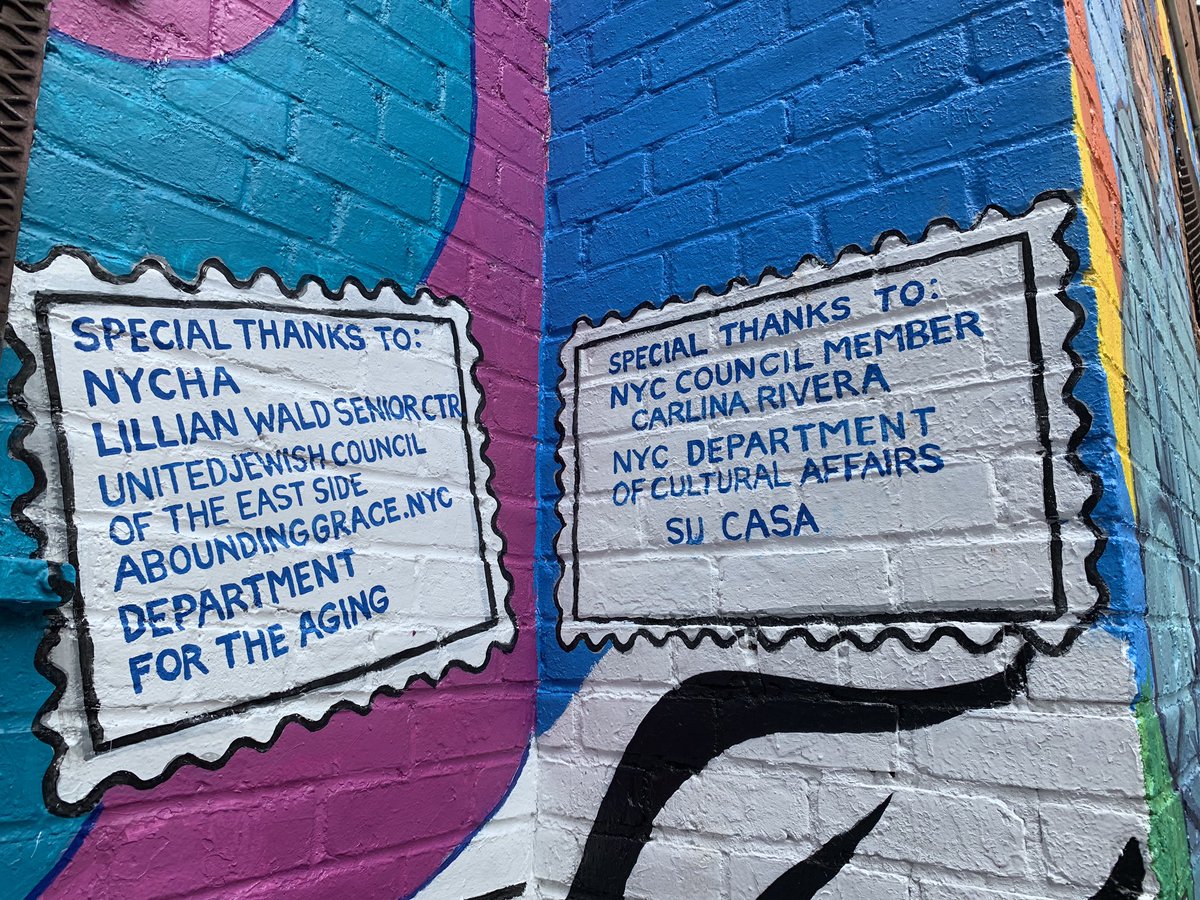 SPECIAL THANKS TO:
NYCHA
LILLIAN WALD SENIOR CTR
UNITED JEWISH COUNCIL
OF THE EAST SIDE
ABOUNDINGGRACE.NYC
DEPARTMENT
FOR THE AGING
SPECIAL THANKS TO:
NYC COUNCIL MEMBER
CARLINA RIVERA
NYC DEPARTMENT
OF CULTURAL AFFAIRS
SU CASA